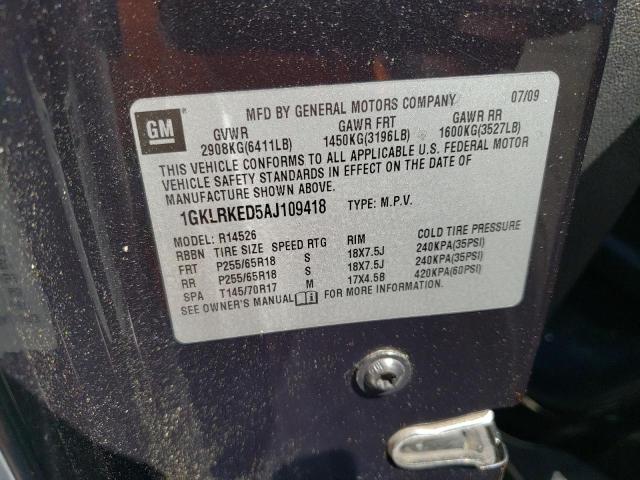 GM
MFD BY GENERAL MOTORS COMPANY 07/09
GVWR GAWR FRT GAWR RR
2908KG(6411LB) 1450KG(3196LB) 1600KG(3527LB)
THIS VEHICLE CONFORMS TO ALL APPLICABLE U.S. FEDERAL MOTOR
VEHICLE SAFETY STANDARDS IN EFFECT ON THE DATE OF
MANUFACTURE SHOWN ABOVE.
1GKLRKED5AJ109418 TYPE: M.P.V.
MODEL: R14526
RBBN TIRE SIZE SPEED RTG RIM COLD TIRE PRESSURE
FRT P255/65R18 S 18X7.5J 240KPA(35PSI)
RR P255/65R18 S 18X7.5J 240KPA(35PSI)
SPA T145/70R17 M 17X4.5B 420KPA(60PSI)
SEE OWNER'S MANUAL FOR MORE INFORMATION.